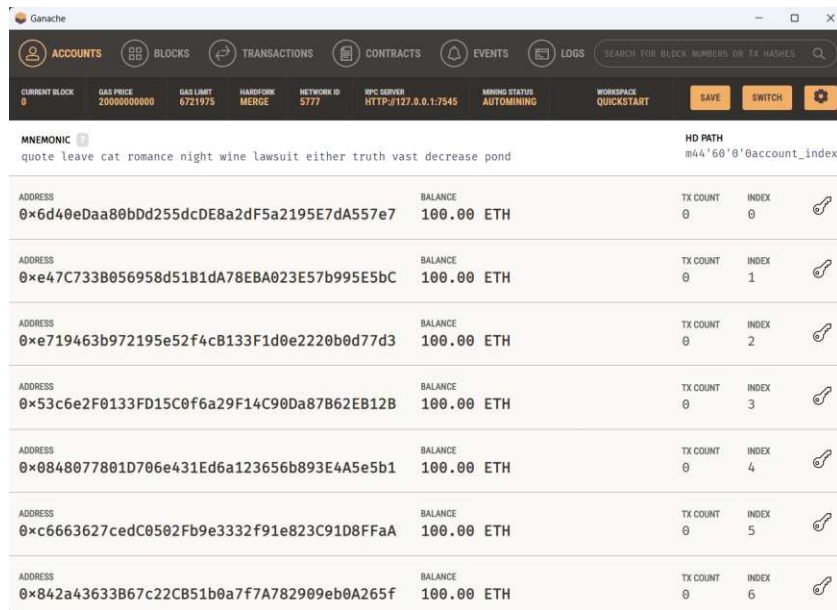 Ganache
ACCOUNTS BLOCKS TRANSACTIONS CONTRACTS EVENTS LOGS SEARCH FOR BLOCK NUMBERS OR TX HASHES
CURRENT BLOCK GAS PRICE GAS LIMIT HARDFORK NETWORK ID RPC SERVER MINING STATUS WORKSPACE
0 20000000000 6721975 MERGE 5777 HTTP://127.0.0.1:7545 AUTOMINING QUICKSTART SAVE SWITCH
MNEMONIC ? HD PATH
quote leave cat romance night wine lawsuit either truth vast decrease pond m44'60'0'0account_index
ADDRESS BALANCE TX COUNT INDEX
0×6d40eDaa80bDd255dcDE8a2dF5a2195E7dA557e7 100.00 ETH 0 0
ADDRESS BALANCE TX COUNT INDEX
0×e47C733B056958d51B1dA78EBA023E57b995E5bC 100.00 ETH 0 1
ADDRESS BALANCE TX COUNT INDEX
0×e719463b972195e52f4cB133F1d0e2220b0d77d3 100.00 ETH 0 2
ADDRESS BALANCE TX COUNT INDEX
0×53c6e2F0133FD15C0f6a29F14C90Da87B62EB12B 100.00 ETH 0 3
ADDRESS BALANCE TX COUNT INDEX
0×0848077801D706e431Ed6a123656b893E4A5e5b1 100.00 ETH 0 4
ADDRESS BALANCE TX COUNT INDEX
0×c6663627cedC0502Fb9e3332f91e823C91D8FFaA 100.00 ETH 0 5
ADDRESS BALANCE TX COUNT INDEX
0×842a43633B67c22CB51b0a7f7A782909eb0A265f 100.00 ETH 0 6